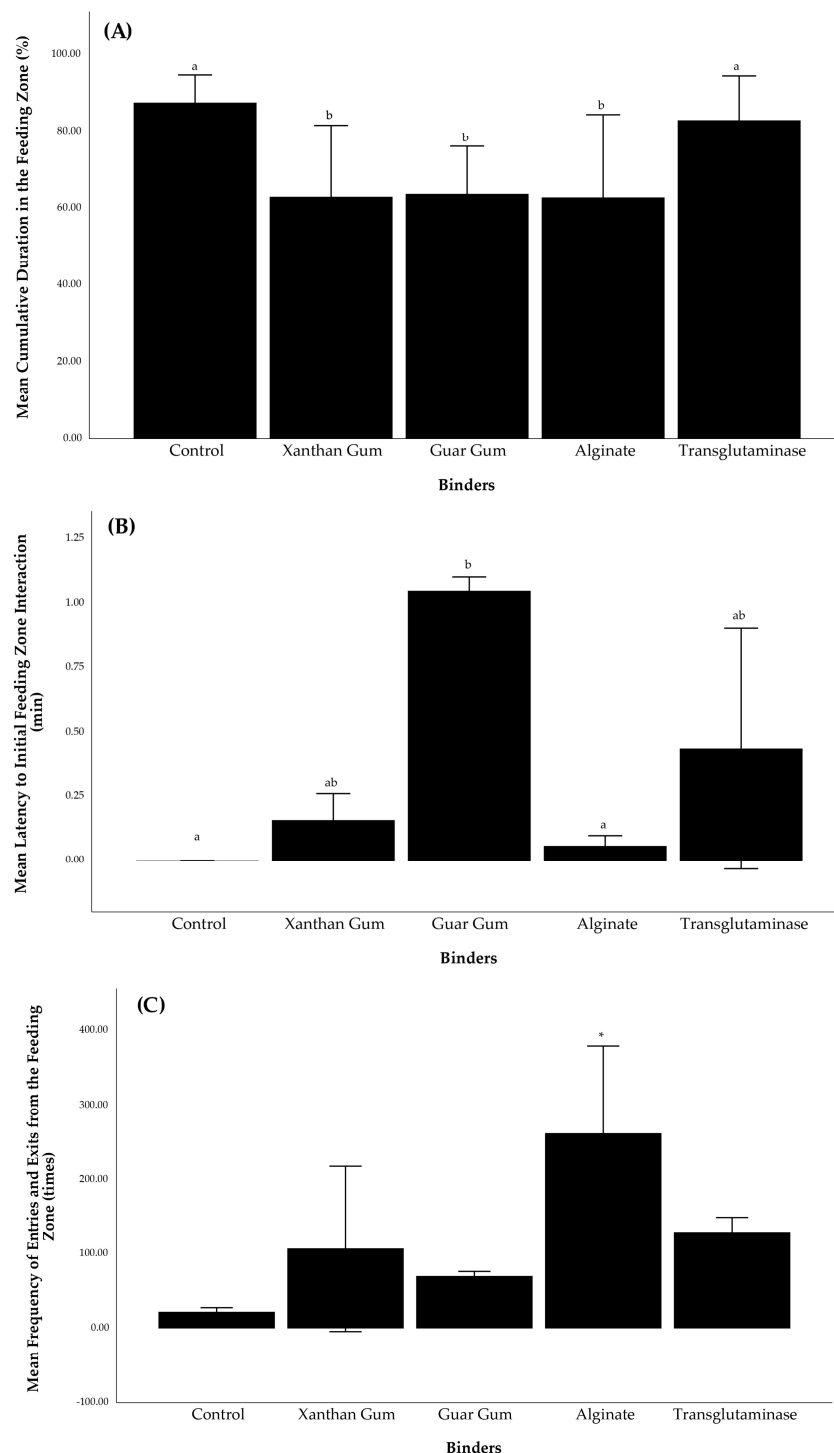 (A)
Mean Cumulative Duration in the Feeding Zone (%)
100.00
80.00
60.00
40.00
20.00
0.00
a
b
b
b
a
Control Xanthan Gum Guar Gum Alginate Transglutaminase
Binders
(B)
Mean Latency to Initial Feeding Zone Interaction
(min)
1.25
1.00
0.75
0.50
0.25
0.00
a
ab
b
a
ab
Control Xanthan Gum Guar Gum Alginate Transglutaminase
Binders
(C)
Mean Frequency of Entries and Exits from the Feeding
Zone (times)
400.00
300.00
200.00
100.00
0.00
-100.00
*
Control Xanthan Gum Guar Gum Alginate Transglutaminase
Binders